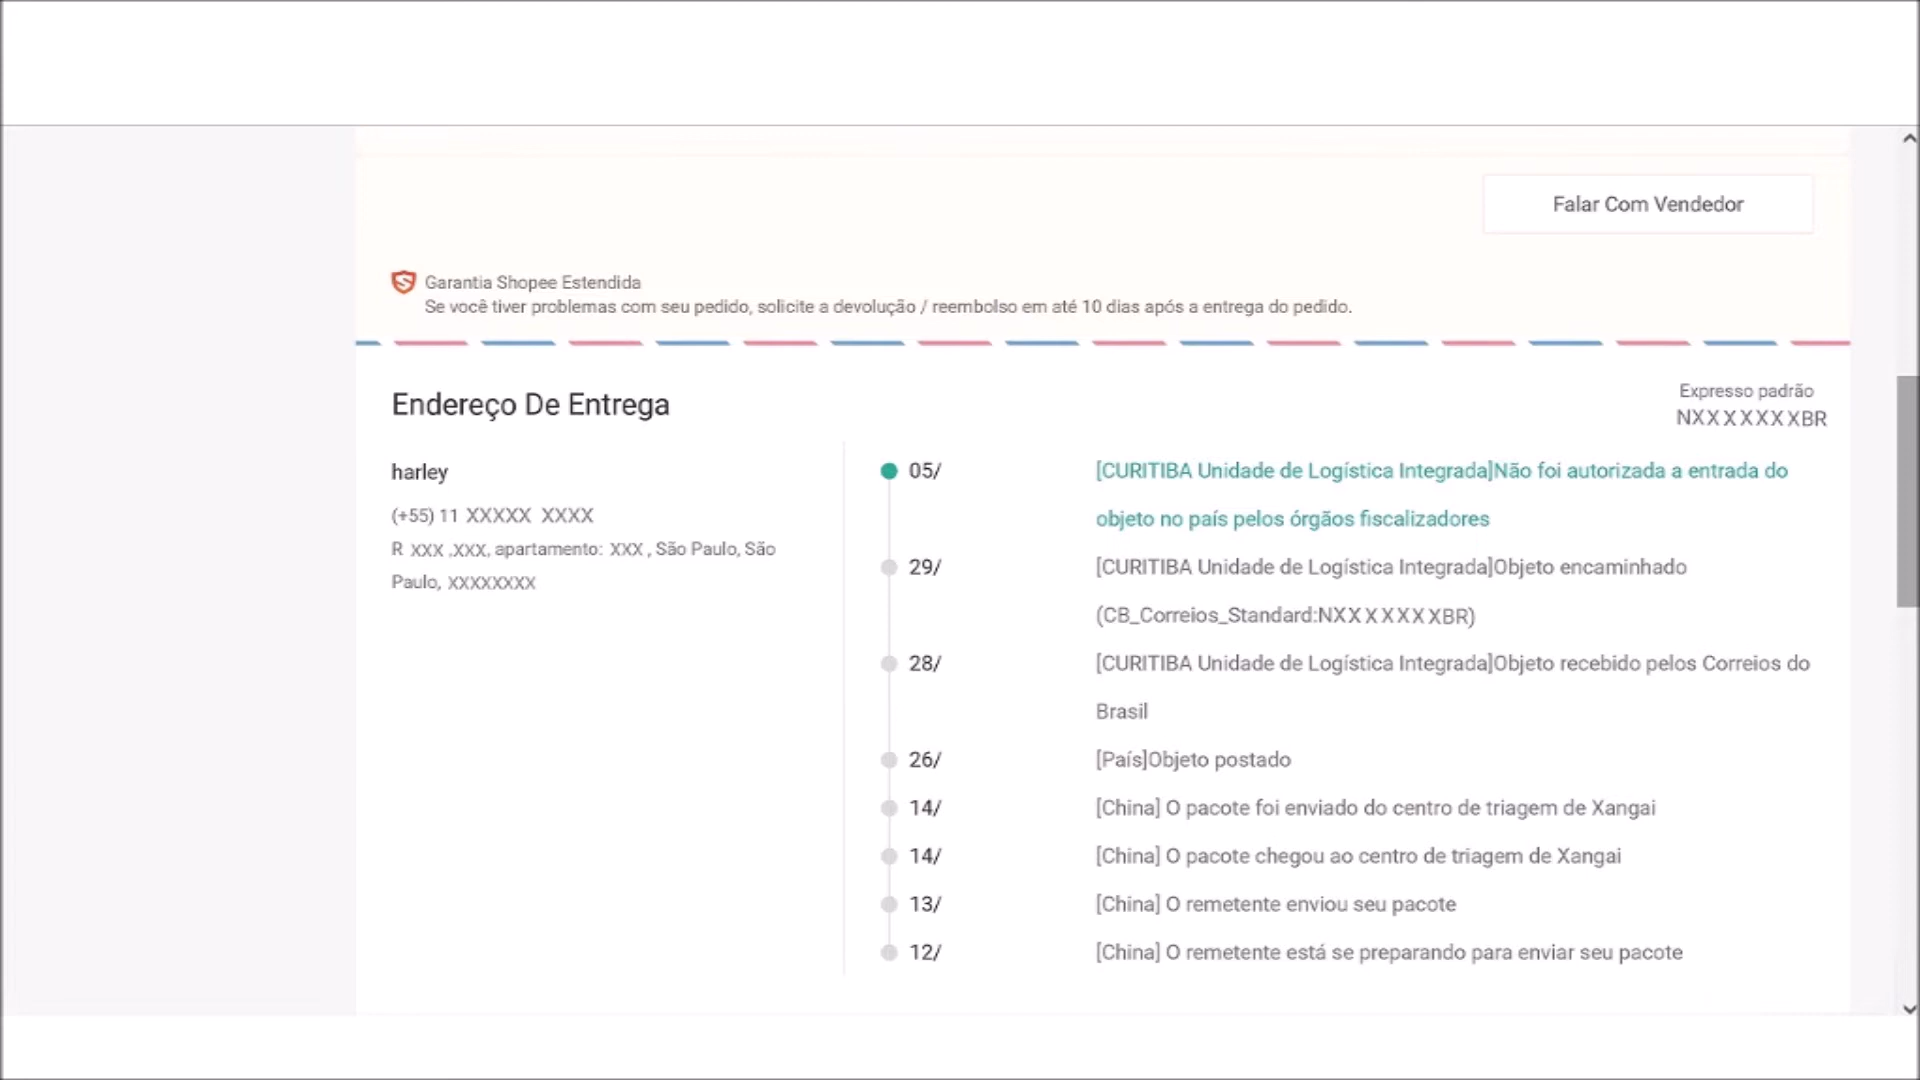 Falar Com Vendedor
Garantia Shopee Estendida
Se você tiver problemas com seu pedido, solicite a devolução / reembolso em até 10 dias após a entrega do pedido.
Endereço De Entrega
Expresso padrão
NXXXXXXXBR
harley
(+55) 11 XXXXX XXXX
R XXX .XXX, apartamento: XXX , São Paulo, São
Paulo, XXXXXXXX
05/ [CURITIBA Unidade de Logística Integrada]Não foi autorizada a entrada do
objeto no país pelos órgãos fiscalizadores
29/ [CURITIBA Unidade de Logística Integrada]Objeto encaminhado
(CB_Correios_Standard:NXXXXXXXBR)
28/ [CURITIBA Unidade de Logística Integrada]Objeto recebido pelos Correios do
Brasil
26/ [País]Objeto postado
14/ [China] O pacote foi enviado do centro de triagem de Xangai
14/ [China] O pacote chegou ao centro de triagem de Xangai
13/ [China] O remetente enviou seu pacote
12/ [China] O remetente está se preparando para enviar seu pacote